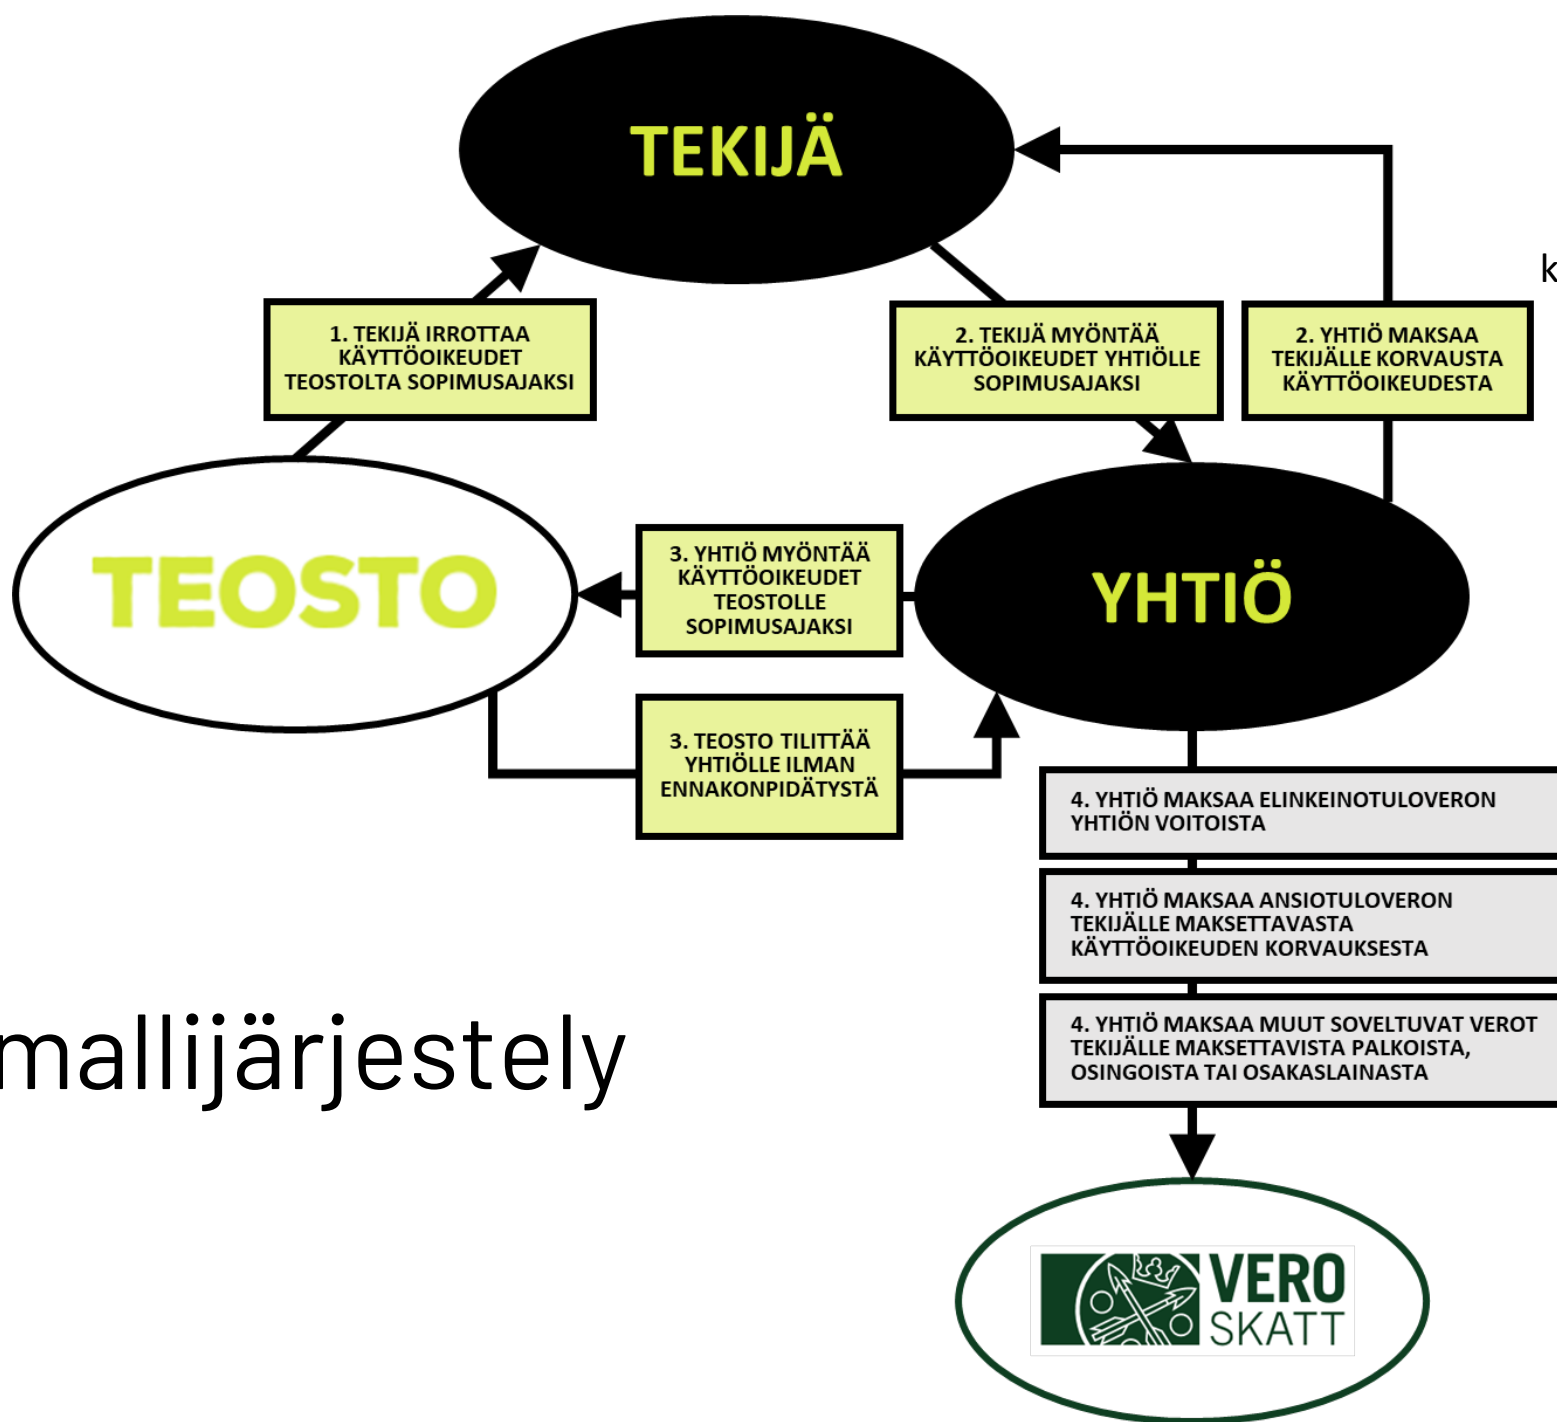 TEKIJÄ
k
1. TEKIJÄ IRROTTAA
KÄYTTÖOIKEUDET
TEOSTOLTA SOPIMUSAJAKSI
2. TEKIJÄ MYÖNTÄÄ
KÄYTTÖOIKEUDET YHTIÖLLE
SOPIMUSAJAKSI
2. YHTIÖ MAKSAA
TEKIJÄLLE KORVAUSTA
KÄYTTÖOIKEUDESTA
TEOSTO
3. YHTIÖ MYÖNTÄÄ
KÄYTTÖOIKEUDET
TEOSTOLLE
SOPIMUSAJAKSI
YHTIÖ
3. TEOSTO TILITTÄÄ
YHTIÖLLE ILMAN
ENNAKONPIDÄTYSTÄ
4. YHTIÖ MAKSAA ELINKEINOTULOVERON
YHTIÖN VOITOISTA
4. YHTIÖ MAKSAA ANSIOTULOVERON
TEKIJÄLLE MAKSETTAVASTA
KÄYTTÖOIKEUDEN KORVAUKSESTA
4. YHTIÖ MAKSAA MUUT SOVELTUVAT VEROT
TEKIJÄLLE MAKSETTAVISTA PALKOISTA,
OSINGOISTA TAI OSAKASLAINASTA
mallijärjestely
VERO
SKATT